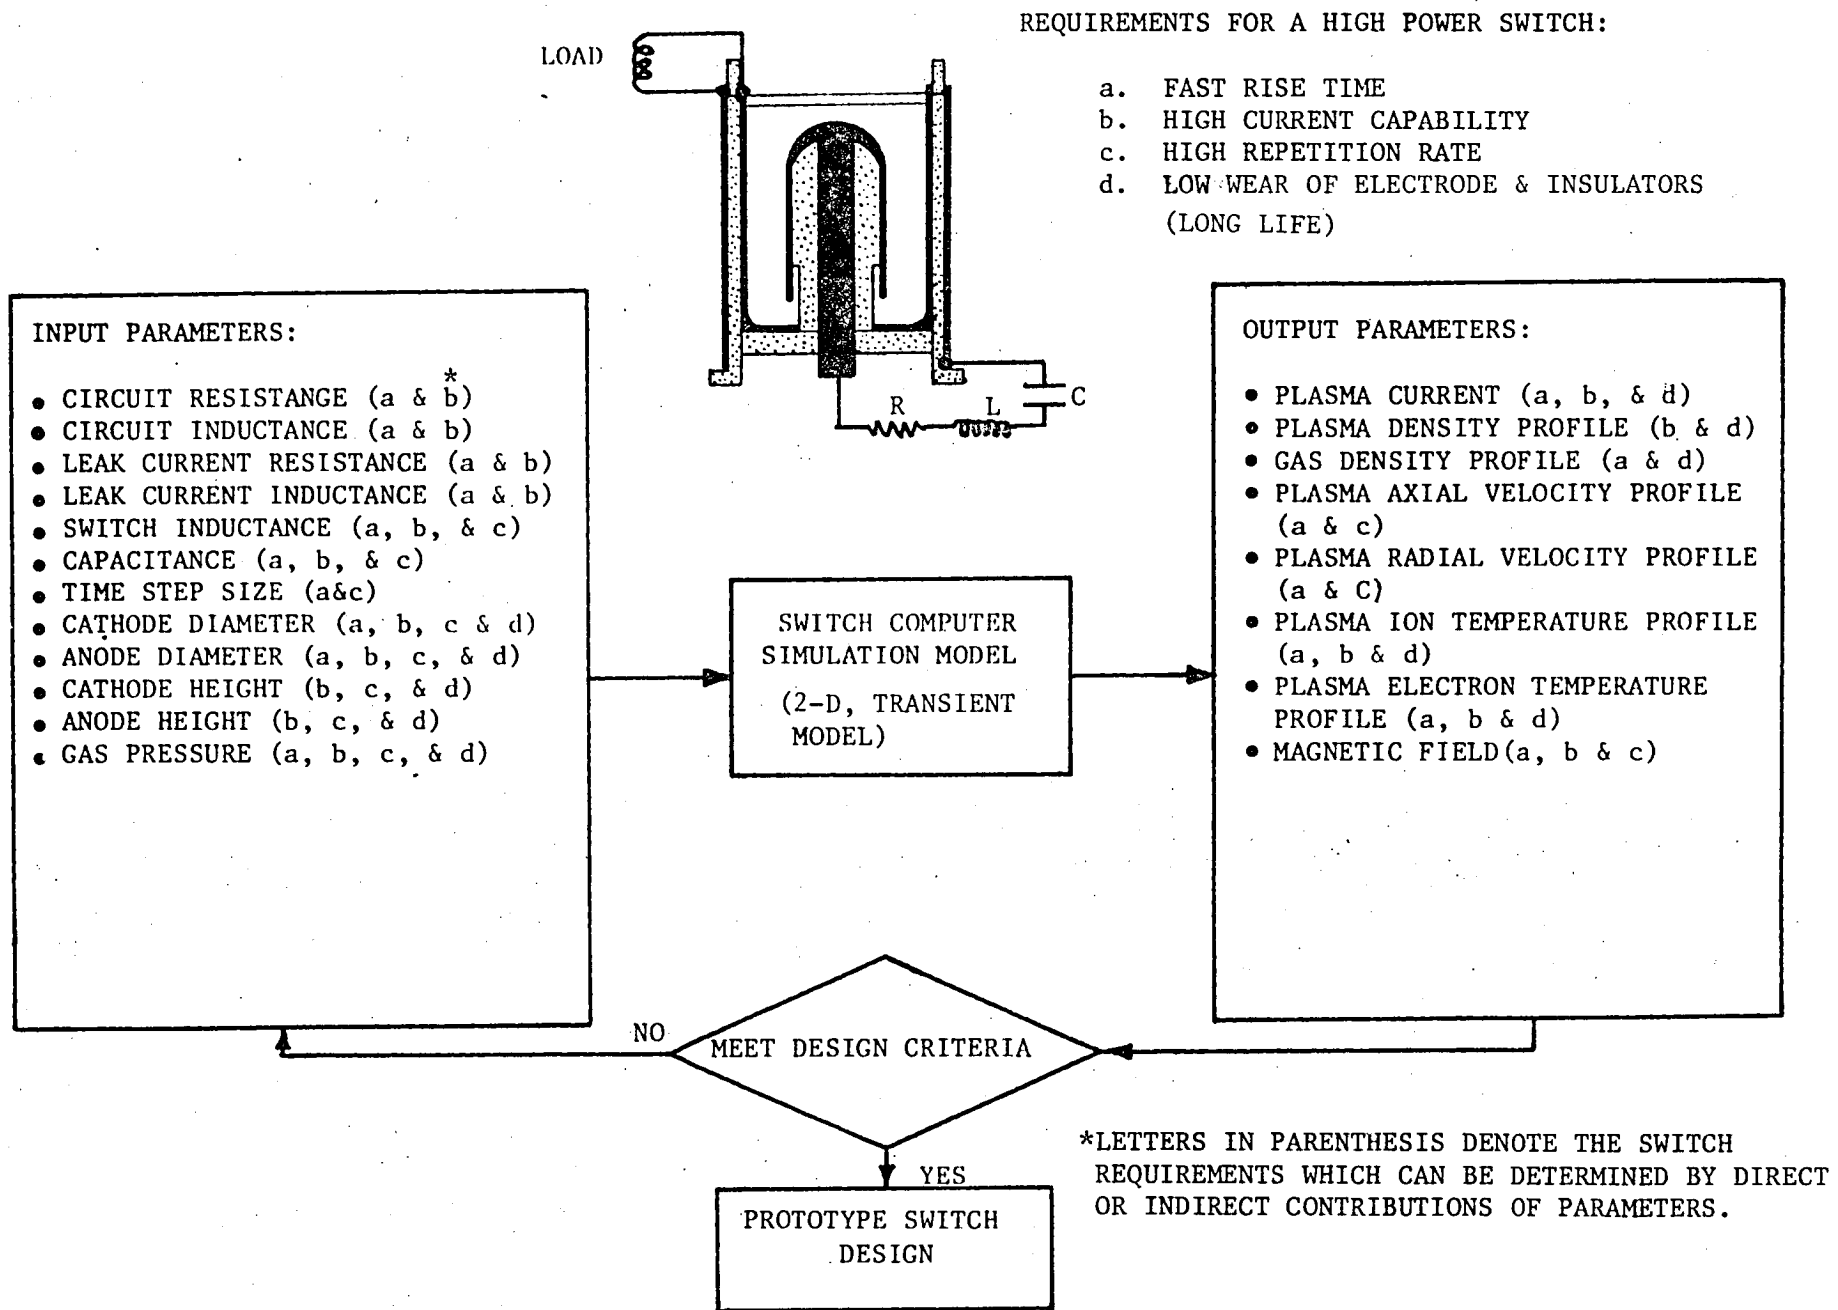 REQUIREMENTS FOR A HIGH POWER SWITCH:
a. FAST RISE TIME
b. HIGH CURRENT CAPABILITY
c. HIGH REPETITION RATE
d. LOW WEAR OF ELECTRODE & INSULATORS
(LONG LIFE)
LOAD
R
L
C
INPUT PARAMETERS:
*
• CIRCUIT RESISTANGE (a & b)
• CIRCUIT INDUCTANCE (a & b)
• LEAK CURRENT RESISTANCE (a & b)
• LEAK CURRENT INDUCTANCE (a & b)
• SWITCH INDUCTANCE (a, b, & c)
• CAPACITANCE (a, b, & c)
• TIME STEP SIZE (a&c)
• CATHODE DIAMETER (a, b, c & d)
• ANODE DIAMETER (a, b, c, & d)
• CATHODE HEIGHT (b, c, & d)
• ANODE HEIGHT (b, c, & d)
• GAS PRESSURE (a, b, c, & d)
SWITCH COMPUTER
SIMULATION MODEL
(2-D, TRANSIENT
MODEL)
OUTPUT PARAMETERS:
• PLASMA CURRENT (a, b, & d)
• PLASMA DENSITY PROFILE (b & d)
• GAS DENSITY PROFILE (a & d)
• PLASMA AXIAL VELOCITY PROFILE
(a & c)
• PLASMA RADIAL VELOCITY PROFILE
(a & C)
• PLASMA ION TEMPERATURE PROFILE
(a, b & d)
• PLASMA ELECTRON TEMPERATURE
PROFILE (a, b & d)
• MAGNETIC FIELD(a, b & c)
NO
MEET DESIGN CRITERIA
YES
PROTOTYPE SWITCH
DESIGN
*LETTERS IN PARENTHESIS DENOTE THE SWITCH
REQUIREMENTS WHICH CAN BE DETERMINED BY DIRECT
OR INDIRECT CONTRIBUTIONS OF PARAMETERS.